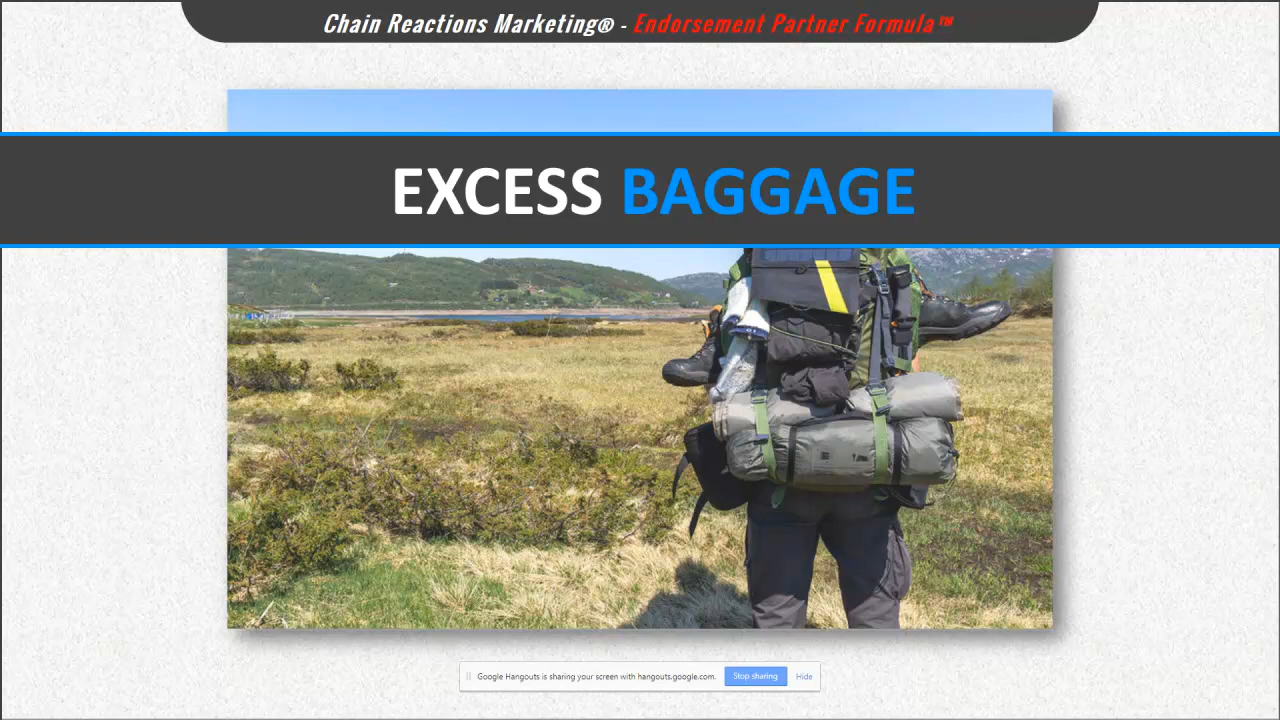 Chain Reactions Marketing® - Endorsement Partner Formula™
EXCESS BAGGAGE
Google Hangouts is sharing your screen with hangouts.google.com.
Stop sharing
Hide